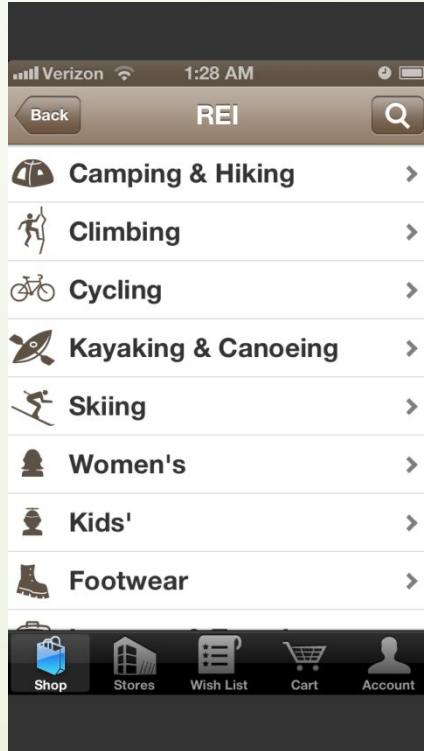 Verizon 1:28 AM
Back REI
Camping & Hiking
Climbing
Cycling
Kayaking & Canoeing
Skiing
Women's
Kids'
Footwear
Shop Stores Wish List Cart Account